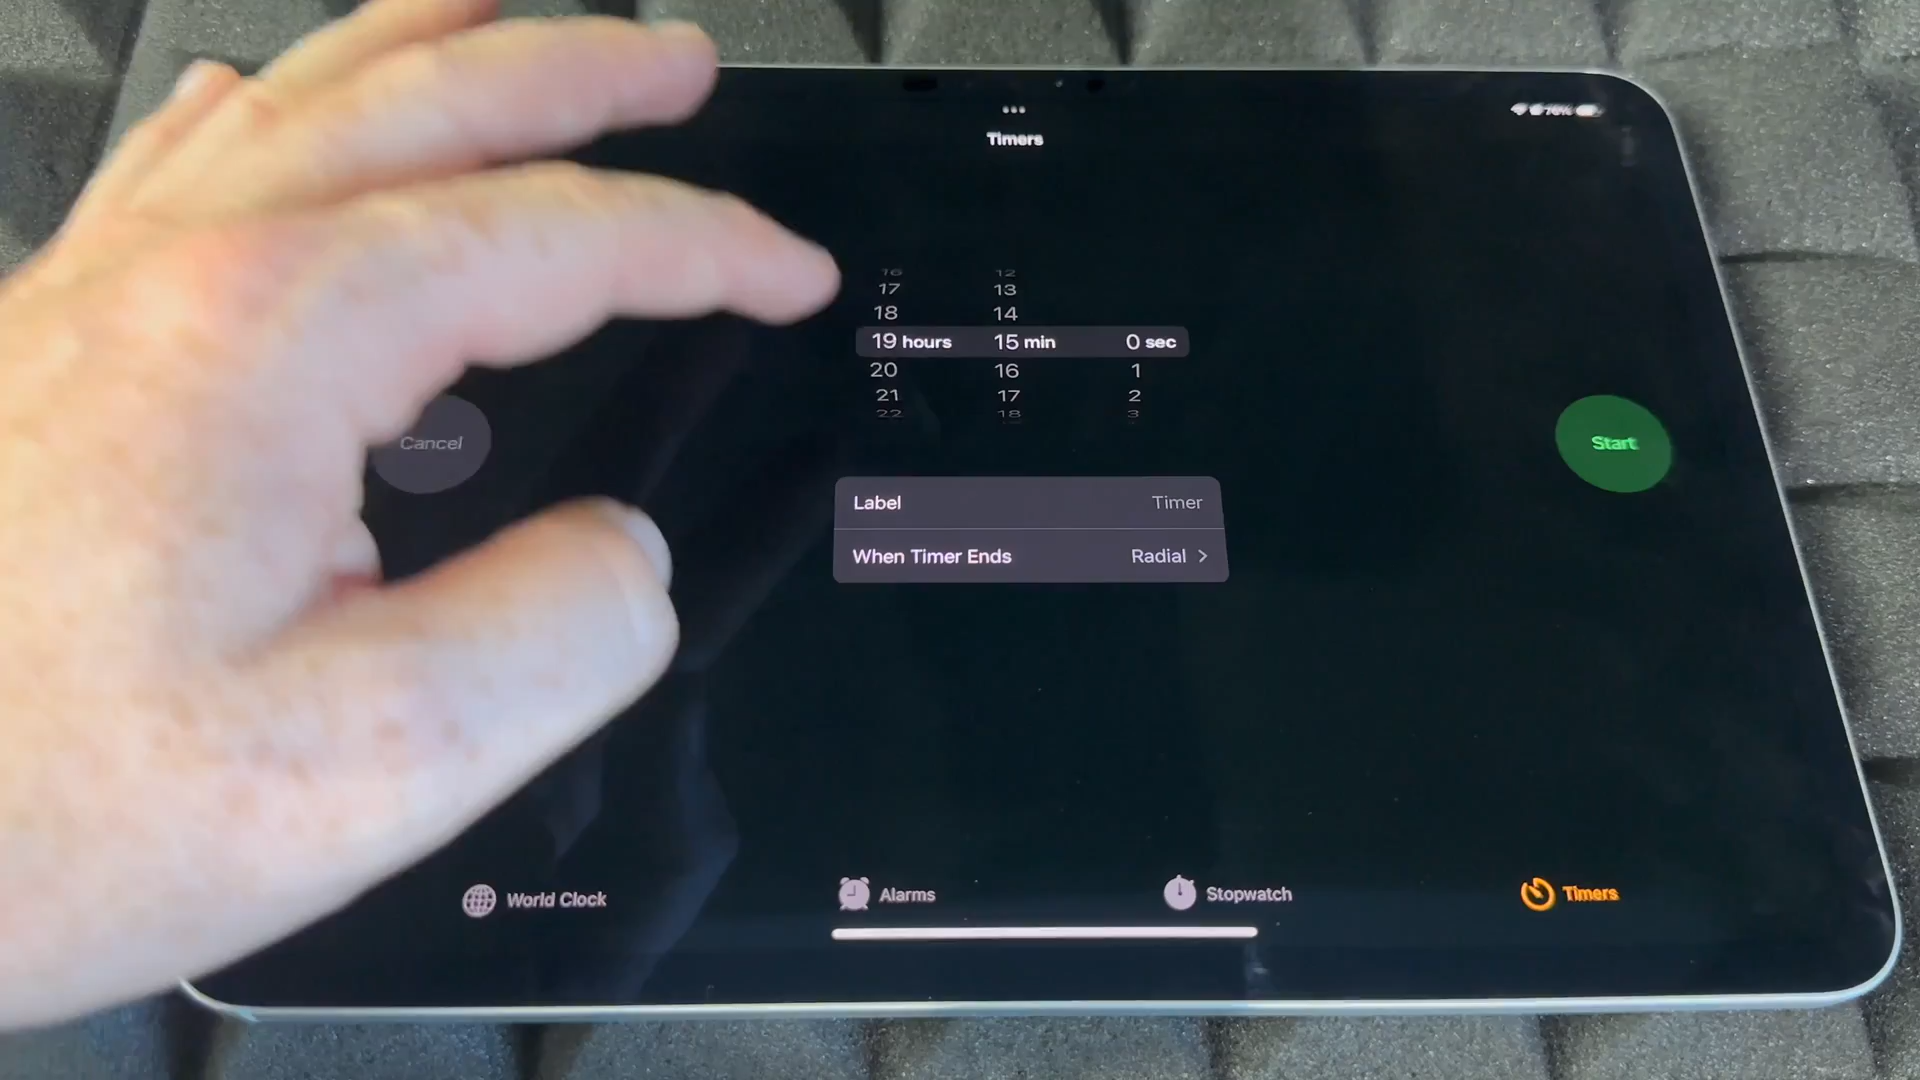 •••
76%
Timers
16 12
17 13
18 14
19 hours 15 min 0 sec
20 16 1
21 17 2
22 18 3
Cancel
Start
Label Timer
When Timer Ends Radial >
World Clock Alarms Stopwatch Timers